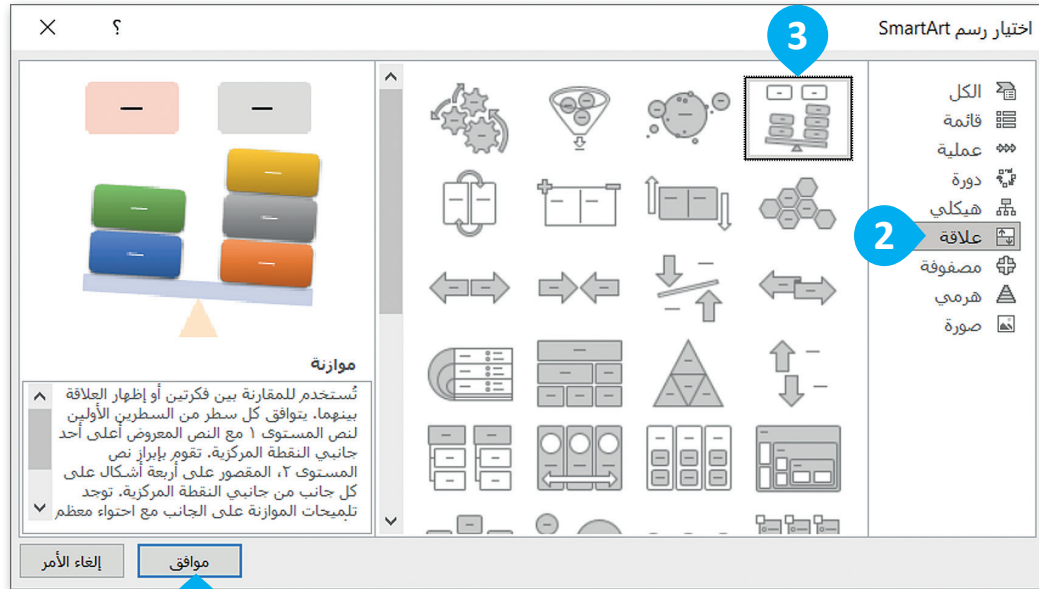 اختيار رسم SmartArt
؟
3
الكل
قائمة
عملية
دورة
هيكلي
علاقة
2
مصفوفة
هرمي
صورة
موازنة
تُستخدم للمقارنة بين فكرتين أو إظهار العلاقة
بينهما. يتوافق كل سطر من السطرين الأولين
لنص المستوى ١ مع النص المعروض أعلى أحد
جانبي النقطة المركزية. تقوم بإبراز نص
المستوى ٢، المقصور على أربعة أشكال على
كل جانب من جانبي النقطة المركزية. توجد
تلميحات الموازنة على الجانب مع احتواء معظم
موافق
إلغاء الأمر